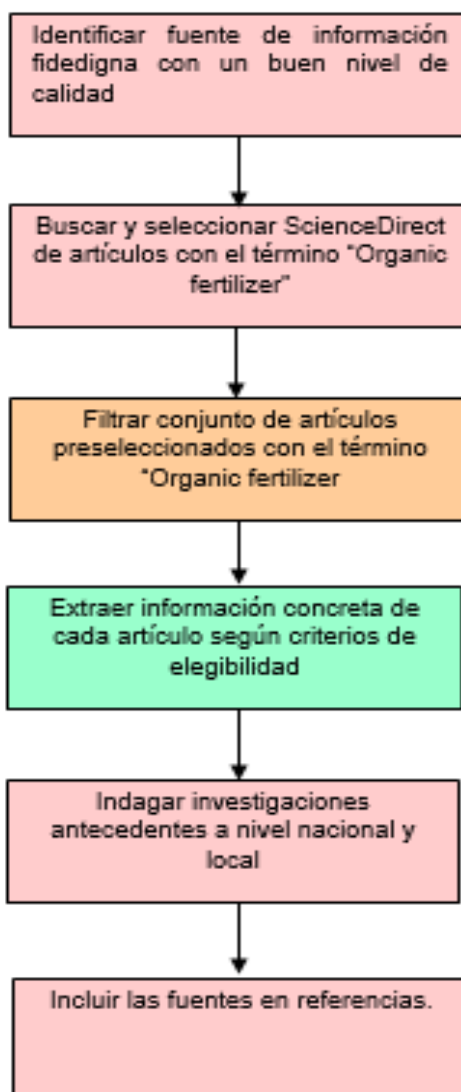 Identificar fuente de información
fidedigna con un buen nivel de
calidad
Buscar y seleccionar ScienceDirect
de artículos con el término “Organic
fertilizer”
Filtrar conjunto de artículos
preseleccionados con el término
“Organic fertilizer
Extraer información concreta de
cada artículo según criterios de
elegibilidad
Indagar investigaciones
antecedentes a nivel nacional y
local
Incluir las fuentes en referencias.